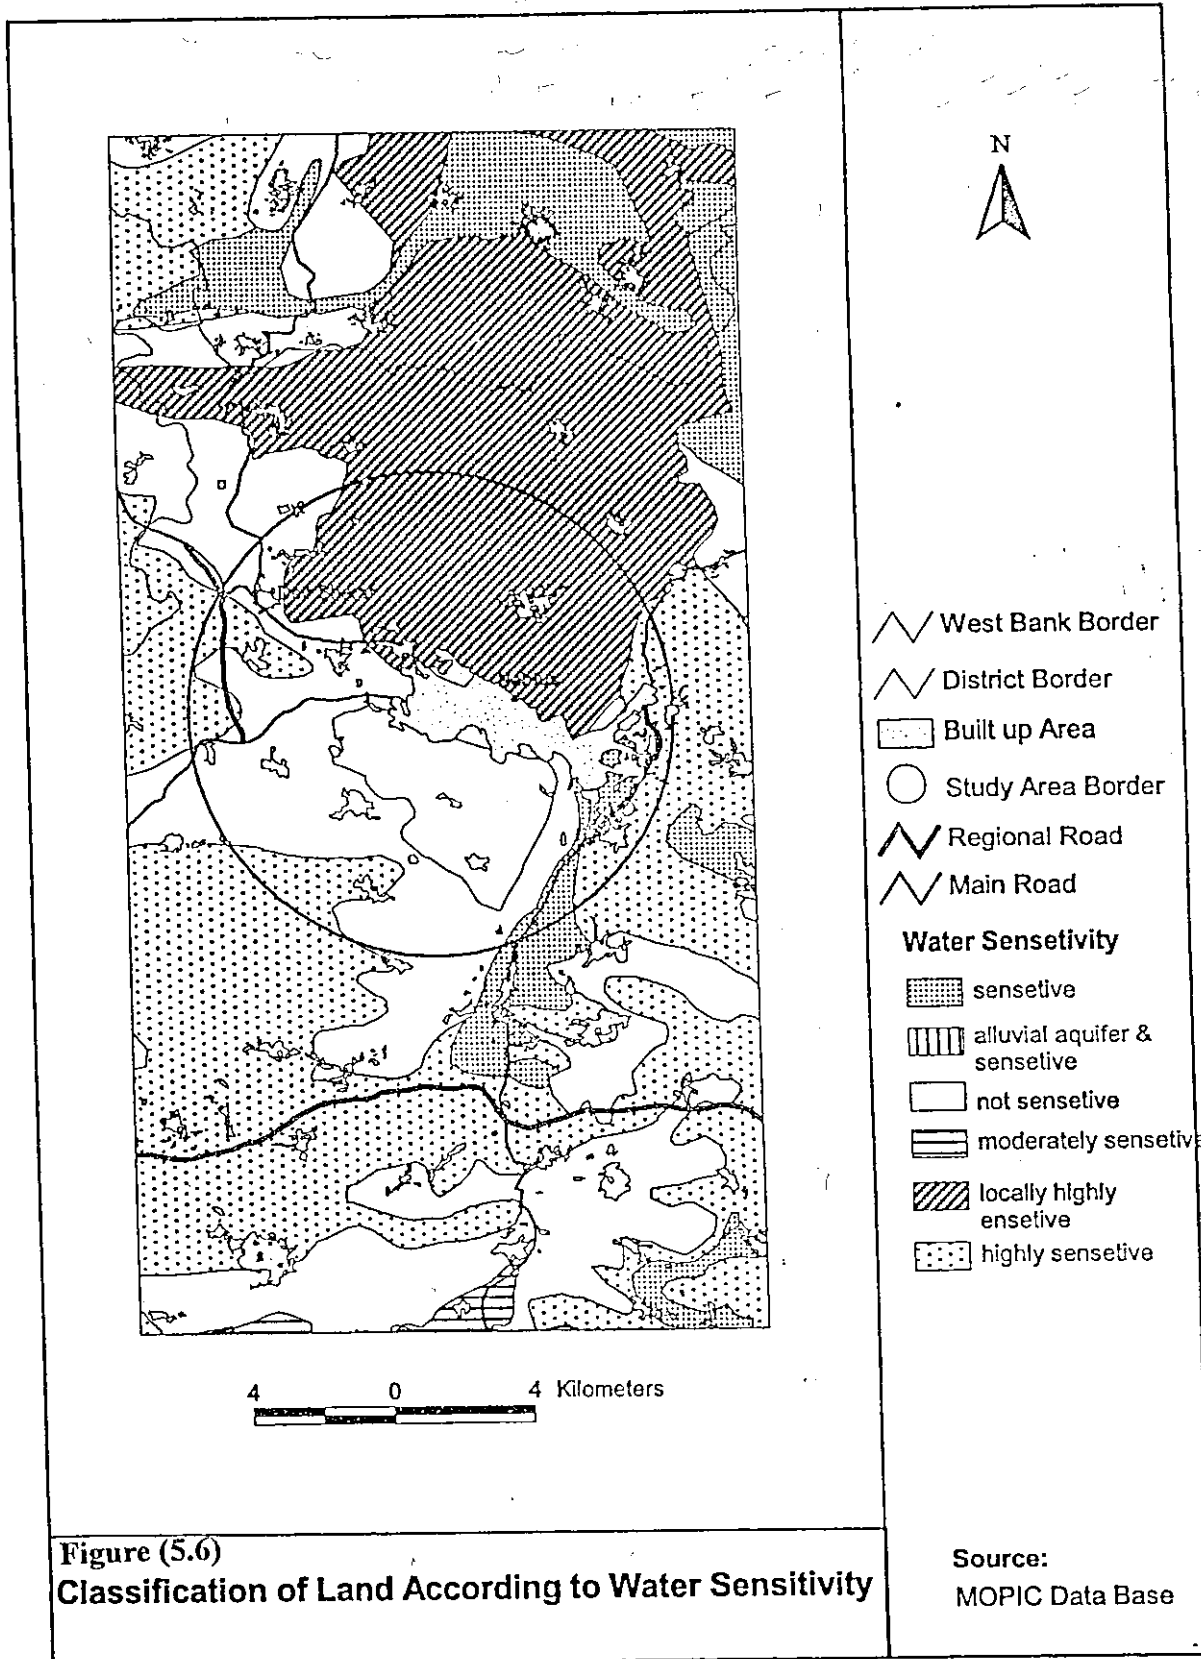 N
West Bank Border
District Border
Built up Area
Study Area Border
Regional Road
Main Road
Water Sensetivity
sensetive
alluvial aquifer &
sensetive
not sensetive
moderately sensetive
locally highly
ensetive
highly sensetive
4 0 4 Kilometers
Figure (5.6)
Classification of Land According to Water Sensitivity
Source:
MOPIC Data Base